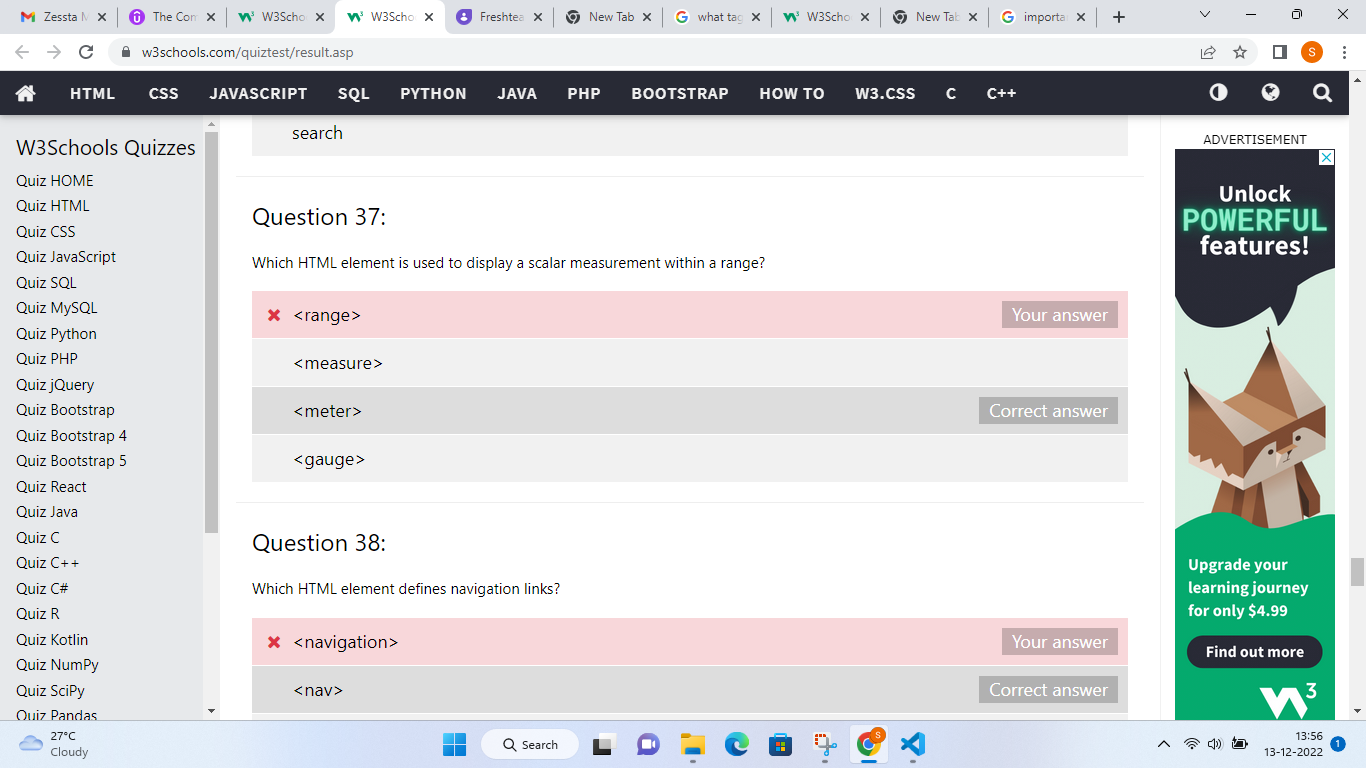 Zessta M
The Con
W3Scho
W3Scho
Freshtea
New Tab
what tag
W3Scho
New Tab
importa
w3schools.com/quiztest/result.asp
S
HTML CSS JAVASCRIPT SQL PYTHON JAVA PHP BOOTSTRAP HOW TO W3.CSS C C++
W3Schools Quizzes
Quiz HOME
Quiz HTML
Quiz CSS
Quiz JavaScript
Quiz SQL
Quiz MySQL
Quiz Python
Quiz PHP
Quiz jQuery
Quiz Bootstrap
Quiz Bootstrap 4
Quiz Bootstrap 5
Quiz React
Quiz Java
Quiz C
Quiz C++
Quiz C#
Quiz R
Quiz Kotlin
Quiz NumPy
Quiz SciPy
Quiz Pandas
search
Question 37:
Which HTML element is used to display a scalar measurement within a range?
<range> Your answer
<measure>
<meter> Correct answer
<gauge>
Question 38:
Which HTML element defines navigation links?
<navigation> Your answer
<nav> Correct answer
ADVERTISEMENT
Unlock
POWERFUL
features!
Upgrade your
learning journey
for only $4.99
Find out more
3
27°C
Cloudy
Search
S
13:56
13-12-2022
1